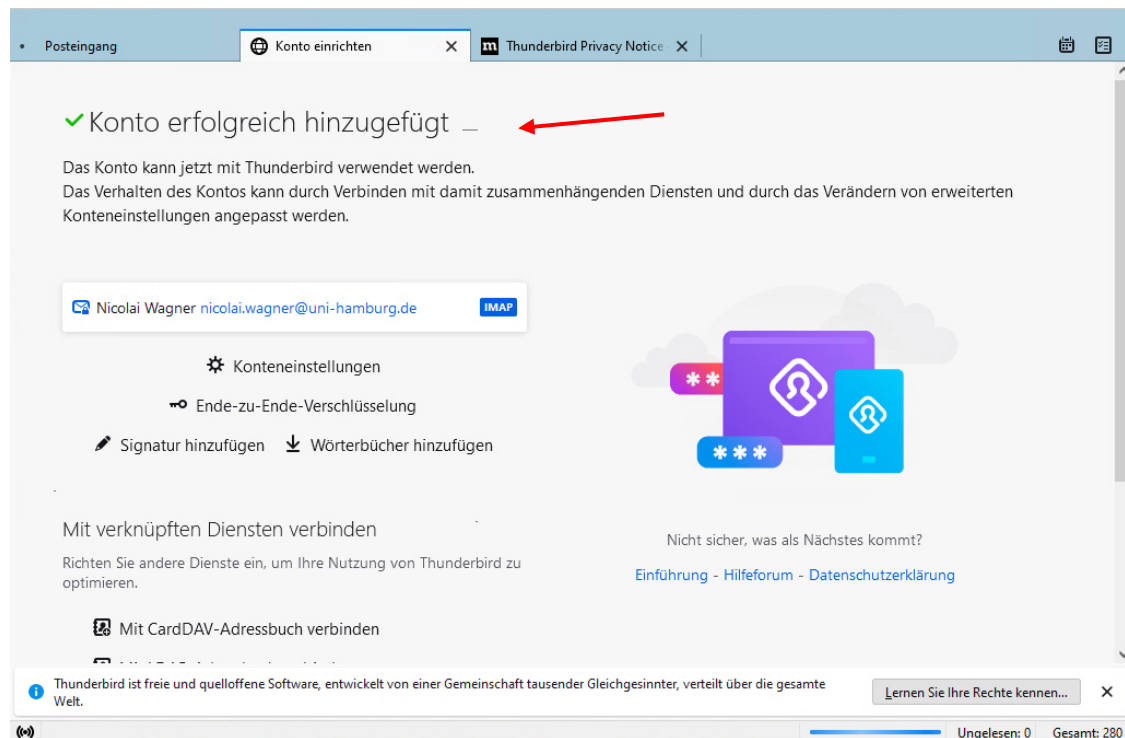 Posteingang
Konto einrichten
m Thunderbird Privacy Notice
Konto erfolgreich hinzugefügt
Das Konto kann jetzt mit Thunderbird verwendet werden.
Das Verhalten des Kontos kann durch Verbinden mit damit zusammenhängenden Diensten und durch das Verändern von erweiterten
Konteneinstellungen angepasst werden.
Nicolai Wagner nicolai.wagner@uni-hamburg.de IMAP
Konteneinstellungen
Ende-zu-Ende-Verschlüsselung
Signatur hinzufügen Wörterbücher hinzufügen
***
***
Mit verknüpften Diensten verbinden
Richten Sie andere Dienste ein, um Ihre Nutzung von Thunderbird zu
optimieren.
Mit CardDAV-Adressbuch verbinden
Nicht sicher, was als Nächstes kommt?
Einführung - Hilfeforum - Datenschutzerklärung
Thunderbird ist freie und quelloffene Software, entwickelt von einer Gemeinschaft tausender Gleichgesinnter, verteilt über die gesamte
Welt.
Lernen Sie Ihre Rechte kennen...
Ungelesen: 0 Gesamt: 280